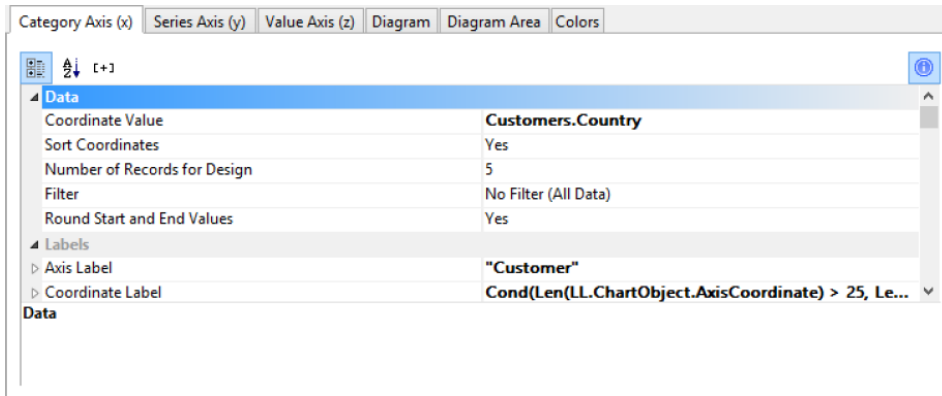 Category Axis (x) Series Axis (y) Value Axis (z) Diagram Diagram Area Colors
A Z [+]
Data
Coordinate Value Customers.Country
Sort Coordinates Yes
Number of Records for Design 5
Filter No Filter (All Data)
Round Start and End Values Yes
Labels
Axis Label "Customer"
Coordinate Label Cond(Len(LL.ChartObject.AxisCoordinate) > 25, Le...
Data